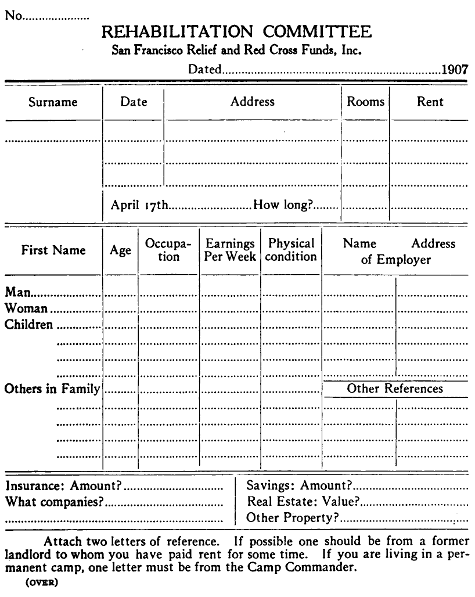 No.....................
REHABILITATION COMMITTEE
San Francisco Relief and Red Cross Funds, Inc.
Dated..........................................................1907
Surname Date Address Rooms Rent
April 17th......................How long?.......
First Name Age Occupa- Earnings Physical Name Address
tion Per Week condition of Employer
Man
Woman
Children
Others in Family Other References
Insurance: Amount? Savings: Amount?
What companies? Real Estate: Value?
Other Property?
Attach two letters of reference. If possible one should be from a former
landlord to whom you have paid rent for some time. If you are living in a per-
manent camp, one letter must be from the Camp Commander.
(OVER)